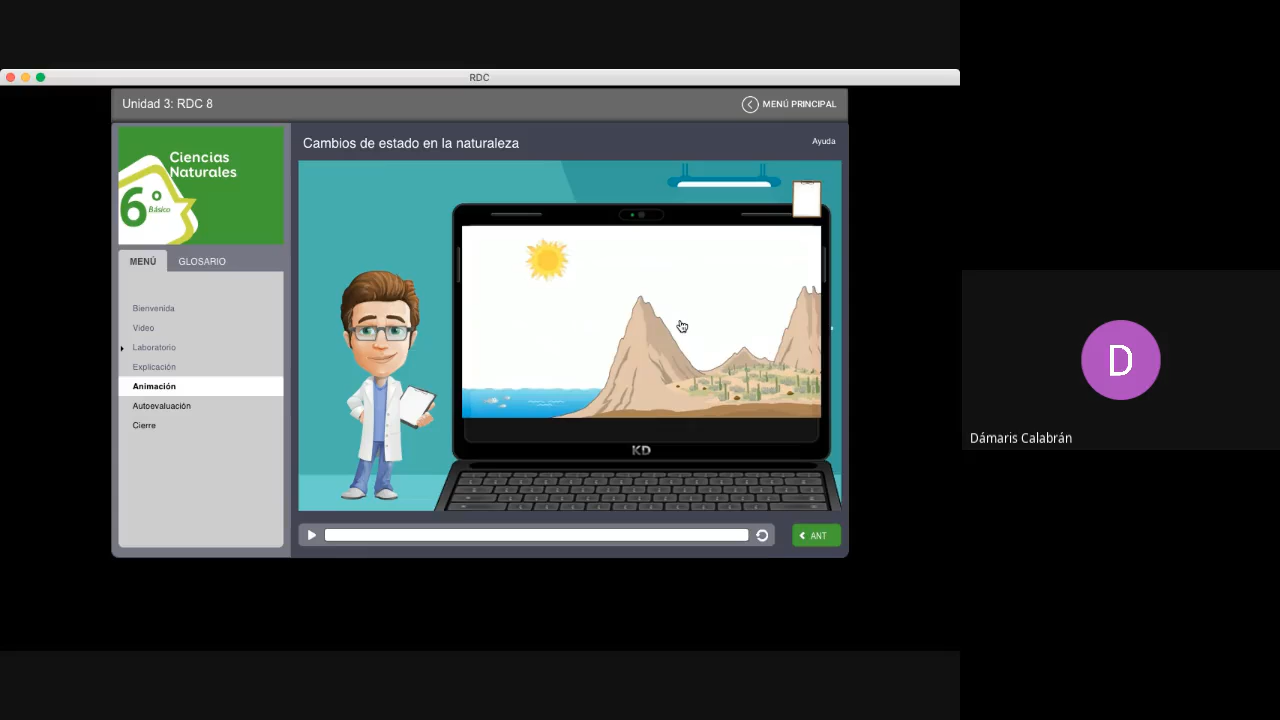 RDC
Unidad 3: RDC 8
MENÚ PRINCIPAL
Ciencias
Naturales
6° Básico
Cambios de estado en la naturaleza
Ayuda
MENÚ
GLOSARIO
Bienvenida
Video
Laboratorio
Explicación
Animación
Autoevaluación
Cierre
KD
ANT
D
Dámaris Calabrán